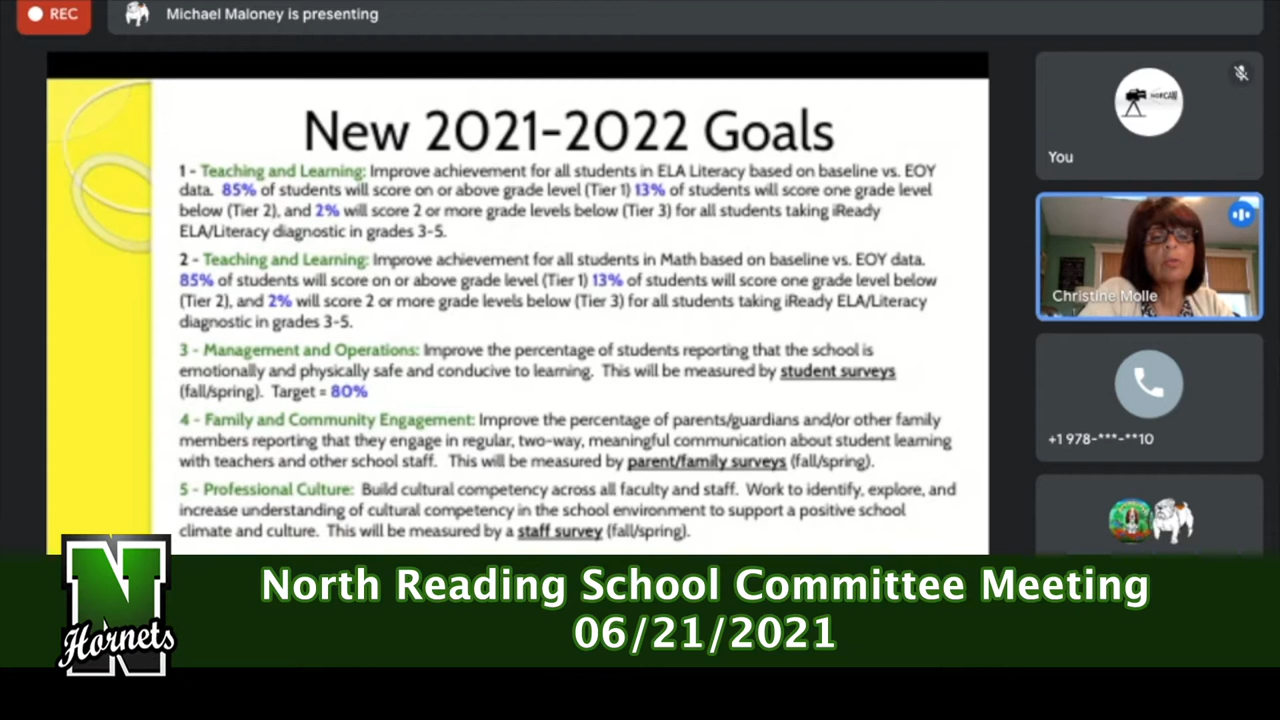 REC
Michael Maloney is presenting
New 2021-2022 Goals
1 - Teaching and Learning: Improve achievement for all students in ELA Literacy based on baseline vs. EOY
data. 85% of students will score on or above grade level (Tier 1) 13% of students will score one grade level
below (Tier 2), and 2% will score 2 or more grade levels below (Tier 3) for all students taking iReady
ELA/Literacy diagnostic in grades 3-5.
2 - Teaching and Learning: Improve achievement for all students in Math based on baseline vs. EOY data.
85% of students will score on or above grade level (Tier 1) 13% of students will score one grade level below
(Tier 2), and 2% will score 2 or more grade levels below (Tier 3) for all students taking iReady ELA/Literacy
diagnostic in grades 3-5.
3 - Management and Operations: Improve the percentage of students reporting that the school is
emotionally and physically safe and conducive to learning. This will be measured by student surveys
(fall/spring). Target = 80%
4 - Family and Community Engagement: Improve the percentage of parents/guardians and/or other family
members reporting that they engage in regular, two-way, meaningful communication about student learning
with teachers and other school staff. This will be measured by parent/family surveys (fall/spring).
5 - Professional Culture: Build cultural competency across all faculty and staff. Work to identify, explore, and
increase understanding of cultural competency in the school environment to support a positive school
climate and culture. This will be measured by a staff survey (fall/spring).
NORCAM
You
Christine Molle
+1 978-***-**10
N
Hornets
North Reading School Committee Meeting
06/21/2021